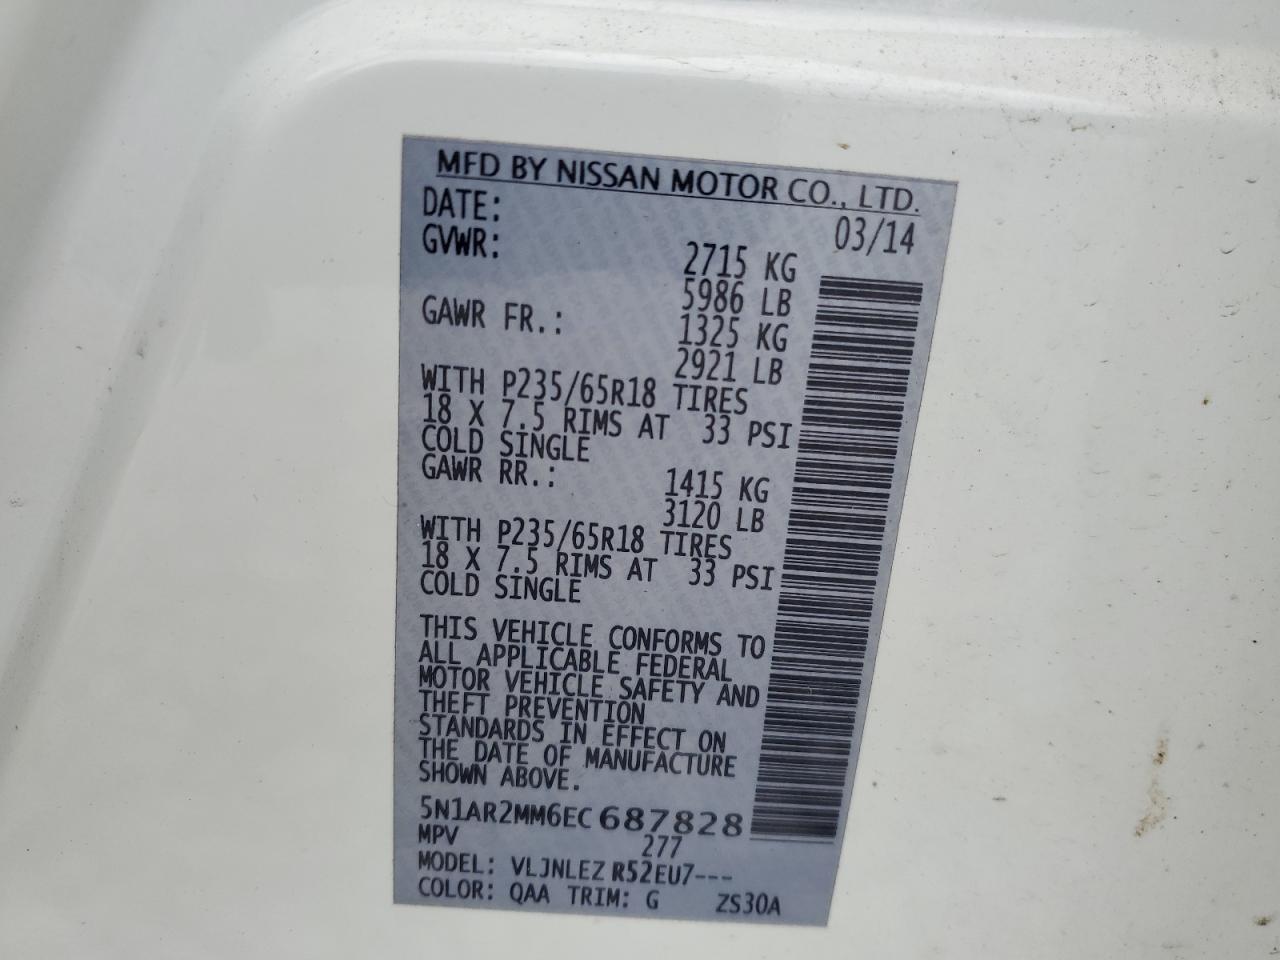 MFD BY NISSAN MOTOR CO., LTD.
DATE: 03/14
GVWR: 2715 KG
5986 LB
GAWR FR.: 1325 KG
2921 LB
WITH P235/65R18 TIRES
18 X 7.5 RIMS AT 33 PSI
COLD SINGLE
GAWR RR.: 1415 KG
3120 LB
WITH P235/65R18 TIRES
18 X 7.5 RIMS AT 33 PSI
COLD SINGLE
THIS VEHICLE CONFORMS TO
ALL APPLICABLE FEDERAL
MOTOR VEHICLE SAFETY AND
THEFT PREVENTION
STANDARDS IN EFFECT ON
THE DATE OF MANUFACTURE
SHOWN ABOVE.
5N1AR2MM6EC687828
MPV 277
MODEL: VLJNLEZ R52EU7---
COLOR: QAA TRIM: G ZS30A